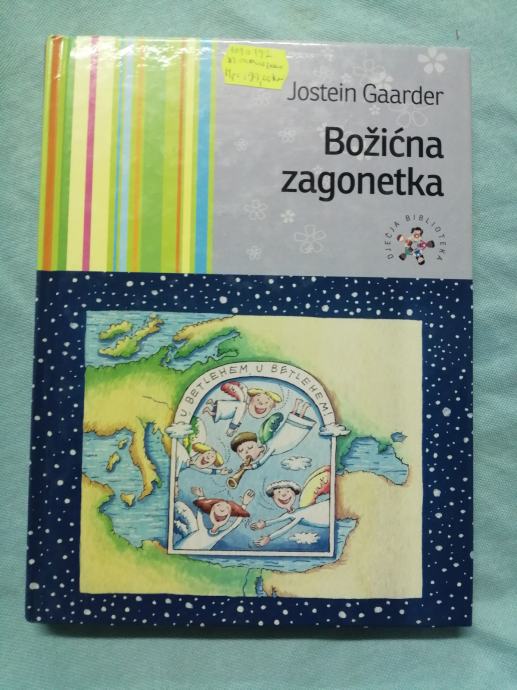 Jostein Gaarder
Božićna
zagonetka
DJEČJA BIBLIOTEKA
U BETLEHEM U BETLEHEM!